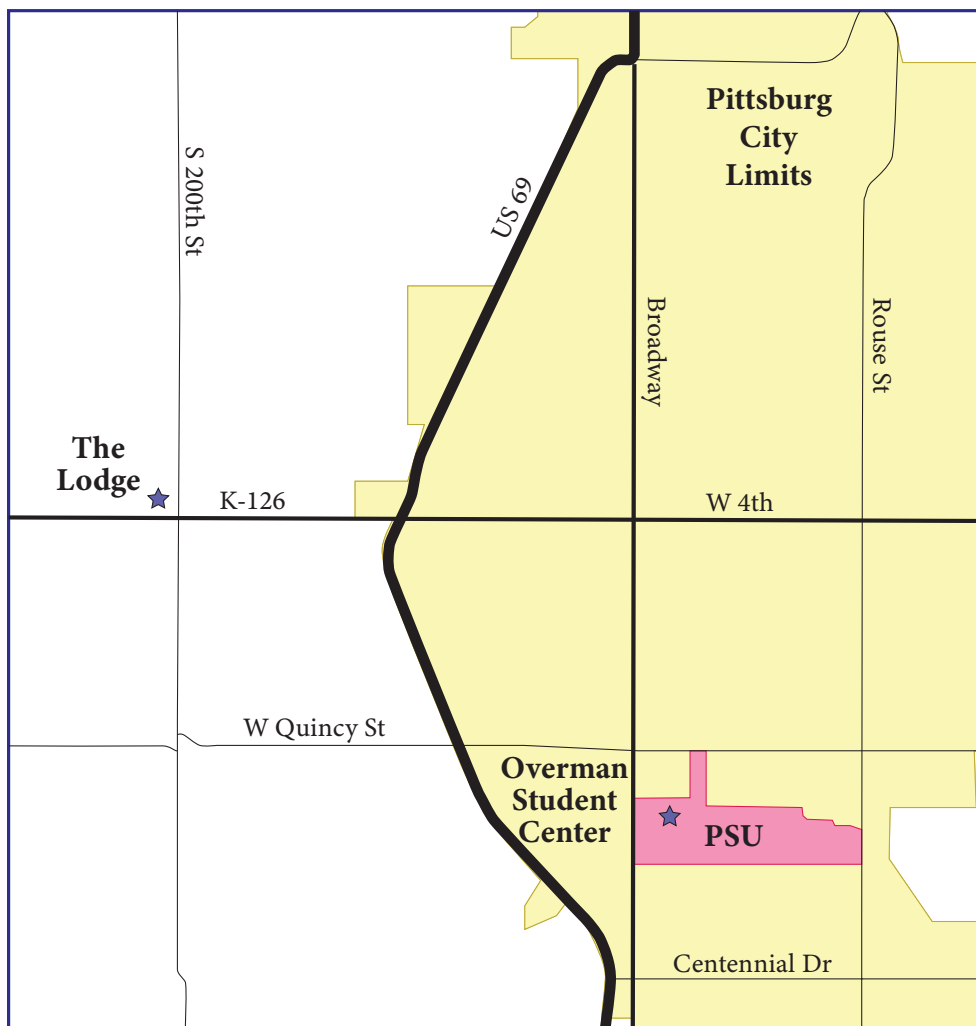 Pittsburg
City
Limits
S 200th St
US 69
Broadway
Rouse St
The
Lodge
K-126
W 4th
W Quincy St
Overman
Student
Center
PSU
Centennial Dr